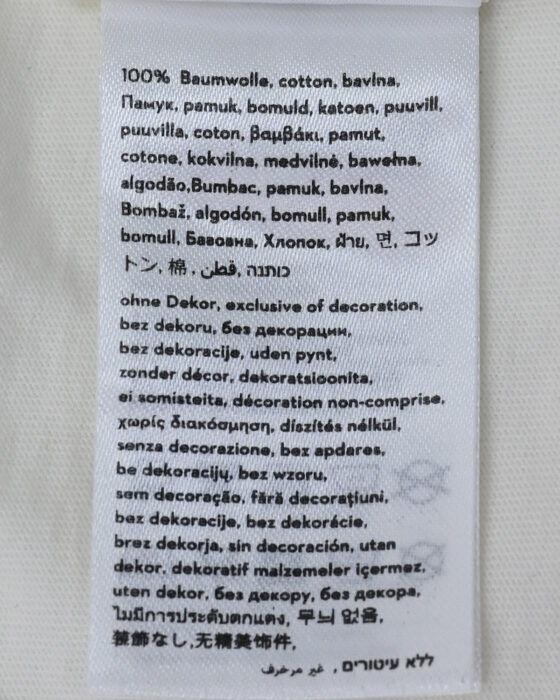 100% Baumwolle, cotton, bavlna,
Памук, pamuk, bomuld, katoen, puuvill,
puuvilla, coton, βαμβάκι, pamut,
cotone, kokvilna, medvilnė, bawełna,
algodão,Bumbac, pamuk, bavlna,
Bombaž, algodón, bomull, pamuk,
bomull, Бавовна, Хлопок, ฝ้าย, 면, コッ
トン, 棉, قطن, כותנה
ohne Dekor, exclusive of decoration,
bez dekoru, без декорации,
bez dekoracije, uden pynt,
zonder décor, dekoratsioonita,
ei somisteita, décoration non-comprise,
χωρίς διακόσμηση, díszítés nélkül,
senza decorazione, bez apdares,
be dekoracijų, bez wzoru,
sem decoração, fără decorațiuni,
bez dekoracije, bez dekorácie,
brez dekorja, sin decoración, utan
dekor, dekoratif malzemeler içermez,
uten dekor, без декору, без декора,
ไม่มีการประดับตกแต่ง, 무늬 없음,
装飾なし,无精美饰件,
ללא עיטורים, غير مزخرف